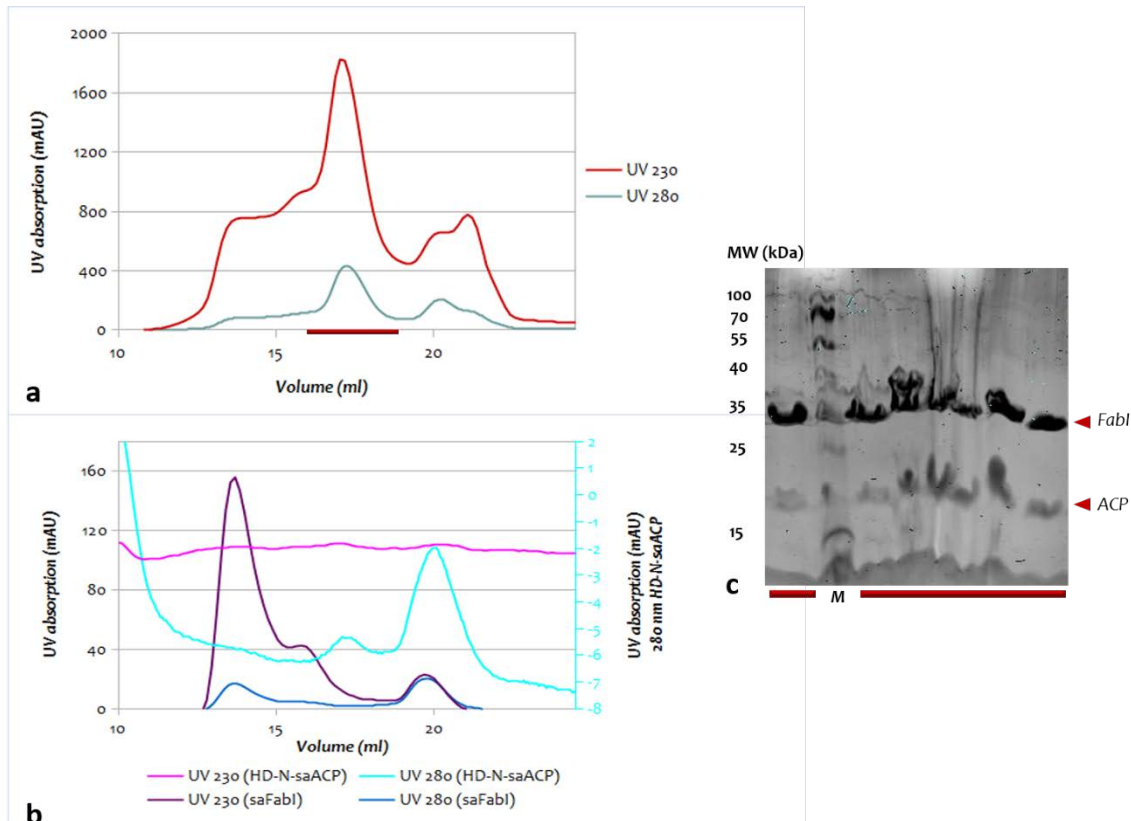 2000
1600
1200
800
400
0
UV absorption (mAU)
10
15
20
Volume (ml)
UV 230
UV 280
a
160
120
80
40
0
UV absorption (mAU)
2
1
0
-1
-2
-3
-4
-5
-6
-7
-8
UV absorption (mAU)
280 nm HD-N-saACP
10
15
20
Volume (ml)
UV 230 (HD-N-saACP)
UV 280 (HD-N-saACP)
UV 230 (saFabI)
UV 280 (saFabI)
b
MW (kDa)
100
70
55
40
35
25
15
FabI
ACP
M
c